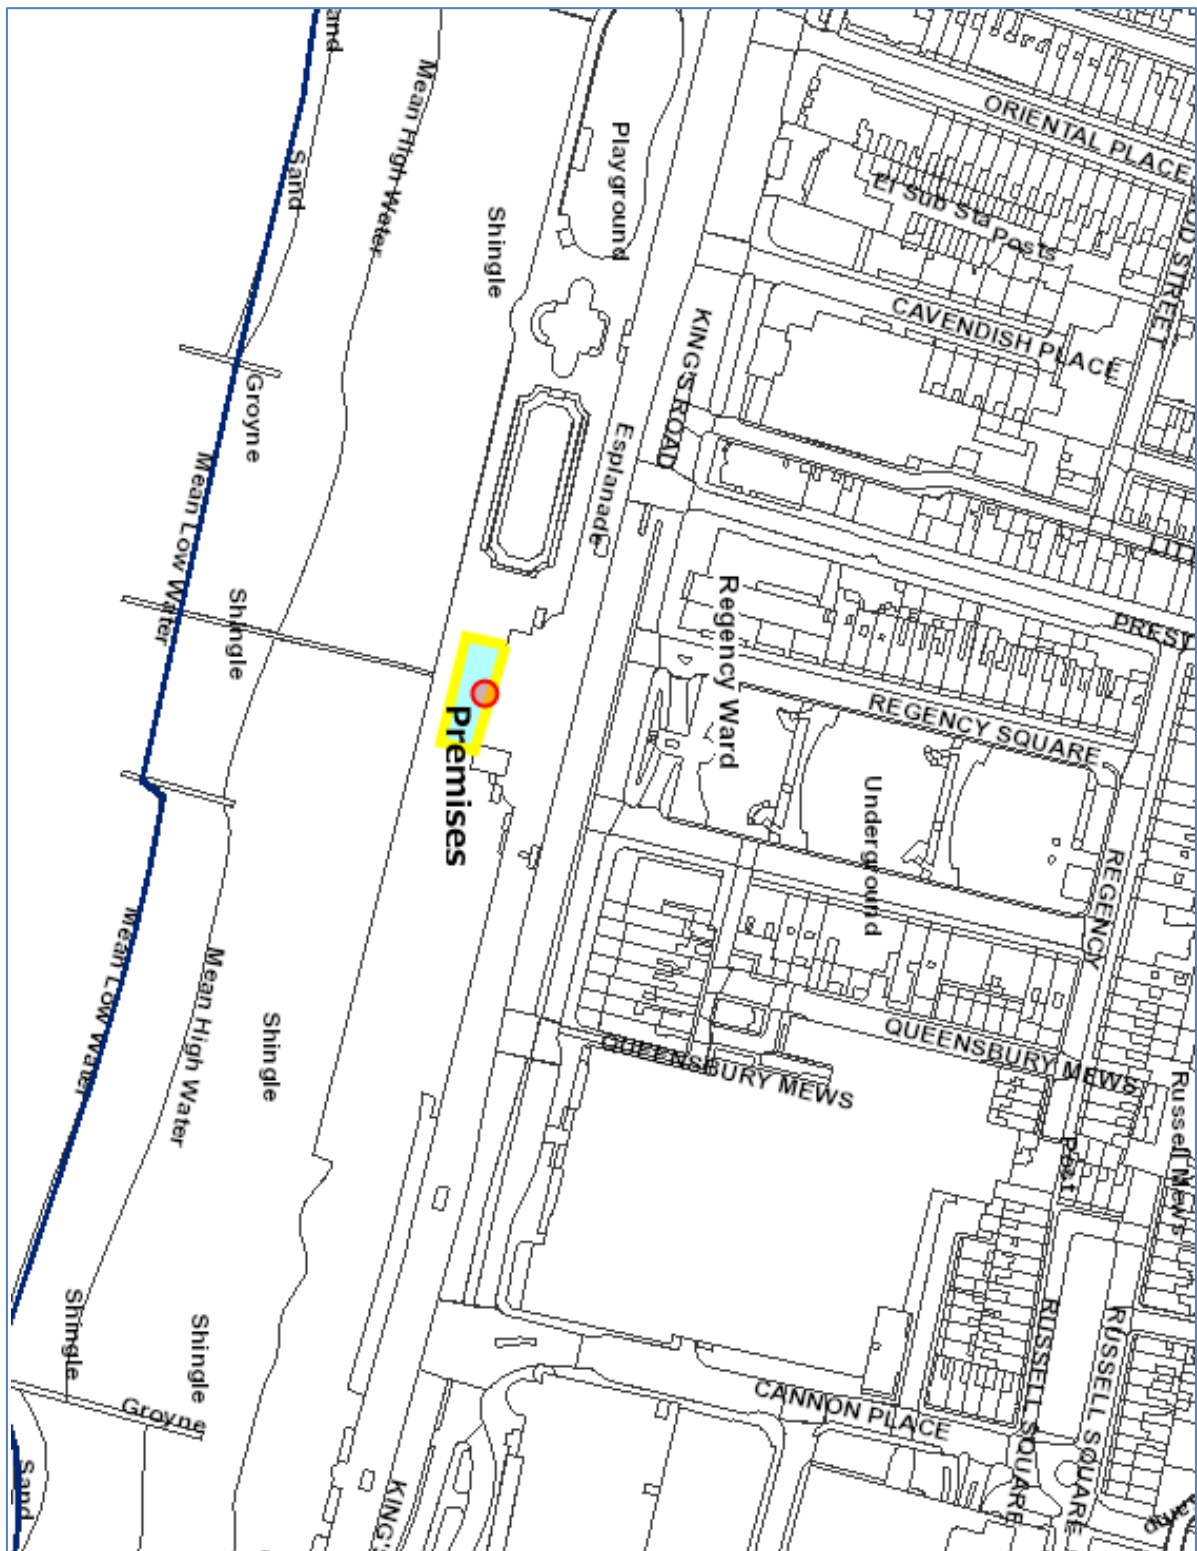 and
Mean High Water
Sand
Playground
Shingle
ORIENTAL PLACE
El Sub Sta
Posts
STREET
CAVENDISH PLACE
KING'S ROAD
Groyne
Esplanade
Mean Low Water
Shingle
Regency Ward
PREST
REGENCY SQUARE
Premises
Underground
REGENCY
Mean Low Water
Mean High Water
Shingle
QUEENSBURY MEWS
QUEENSBURY MEWS
Russell Mews
Post
Shingle
Shingle
Groyne
Sand
CANNON PLACE
RUSSELL SQUARE
RUSSELL SQUARE
KING'S